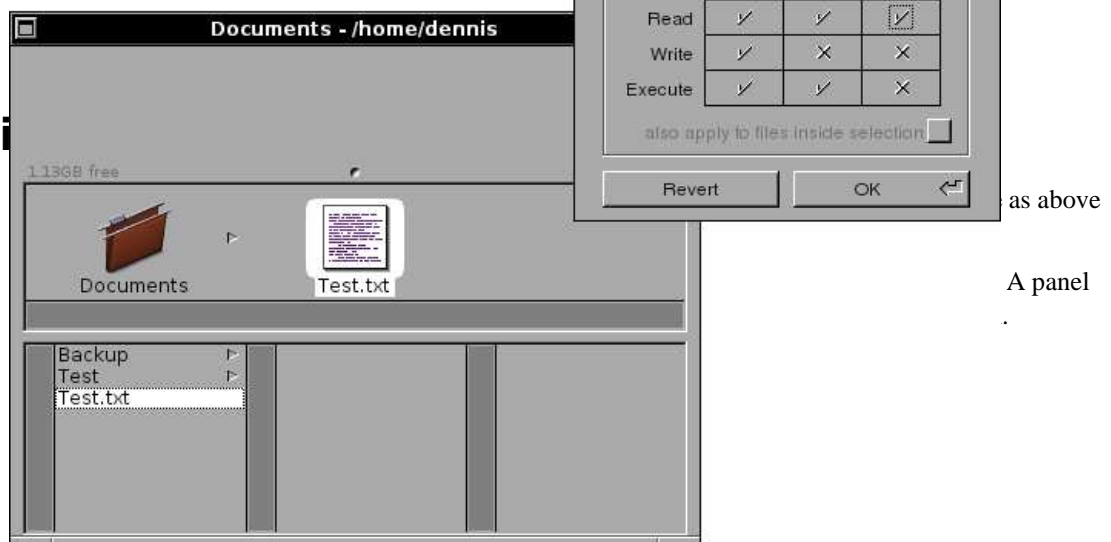 Documents - /home/dennis
Read
Write
Execute
also apply to files inside selection
Revert
OK
1.13GB free
as above
Documents
Test.txt
A panel
.
Backup
Test
Test.txt